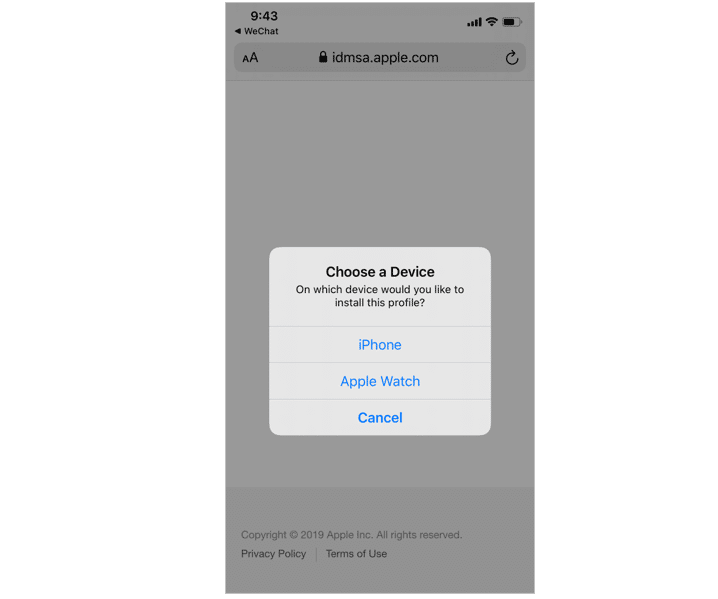 9:43
◀ WeChat
AA idmsa.apple.com
Choose a Device
On which device would you like to
install this profile?
iPhone
Apple Watch
Cancel
Copyright © 2019 Apple Inc. All rights reserved.
Privacy Policy | Terms of Use